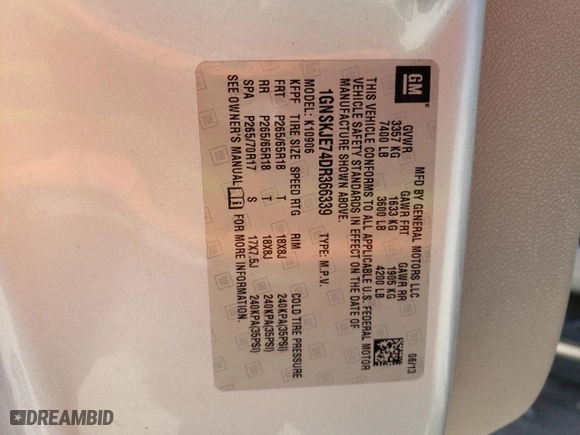 GM
®
MFD BY GENERAL MOTORS LLC
06/13
GVWR GAWR FRT GAWR RR
3357 KG 1633 KG 1905 KG
7400 LB 3600 LB 4200 LB
THIS VEHICLE CONFORMS TO ALL APPLICABLE U.S. FEDERAL MOTOR
VEHICLE SAFETY STANDARDS IN EFFECT ON THE DATE OF
MANUFACTURE SHOWN ABOVE.
1GNSKJE74DR366339 TYPE: M.P.V.
MODEL: K10906
KFPF TIRE SIZE SPEED RTG RIM COLD TIRE PRESSURE
FRT P265/65R18 T 18X8J 240KPA(35PSI)
RR P265/65R18 T 18X8J 240KPA(35PSI)
SPA P265/70R17 S 17X7.5J 240KPA(35PSI)
SEE OWNER'S MANUAL FOR MORE INFORMATION.
DREAMBID